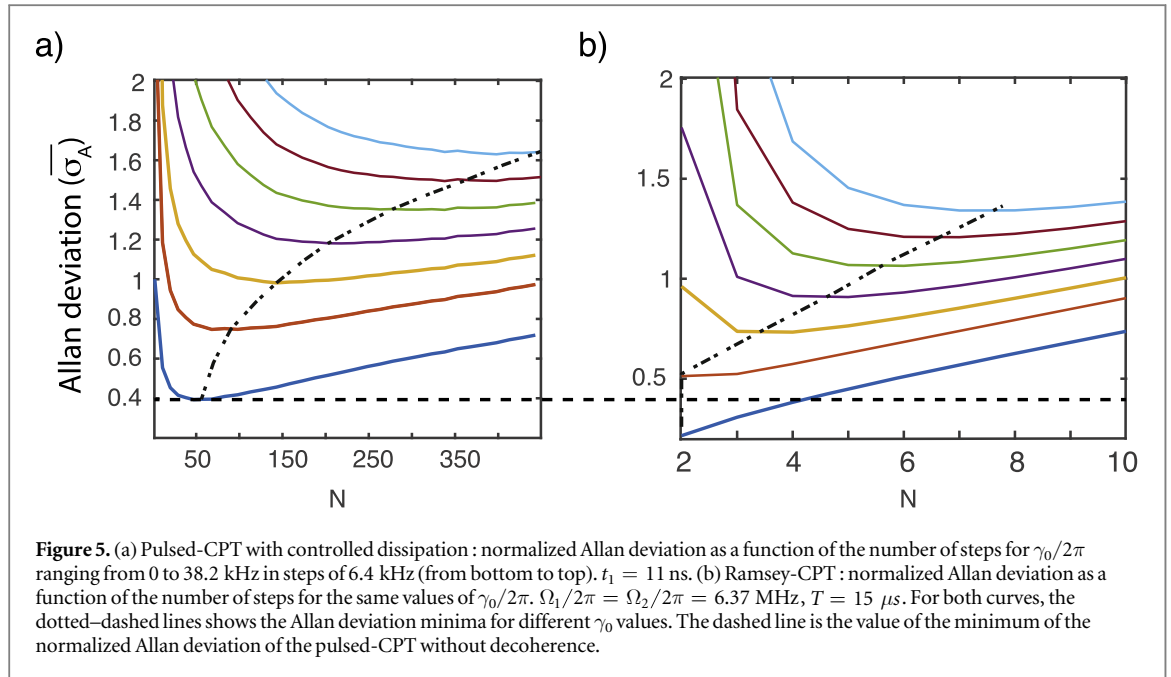 a)
b)
Allan deviation (σ_A)
2
1.8
1.6
1.4
1.2
1
0.8
0.6
0.4
50
150
250
350
N
2
1.5
1
0.5
2
4
6
8
10
N
Figure 5. (a) Pulsed-CPT with controlled dissipation : normalized Allan deviation as a function of the number of steps for γ₀/2π
ranging from 0 to 38.2 kHz in steps of 6.4 kHz (from bottom to top). t₁ = 11 ns. (b) Ramsey-CPT : normalized Allan deviation as a
function of the number of steps for the same values of γ₀/2π. Ω₁/2π = Ω₂/2π = 6.37 MHz, T = 15 μs. For both curves, the
dotted–dashed lines shows the Allan deviation minima for different γ₀ values. The dashed line is the value of the minimum of the
normalized Allan deviation of the pulsed-CPT without decoherence.